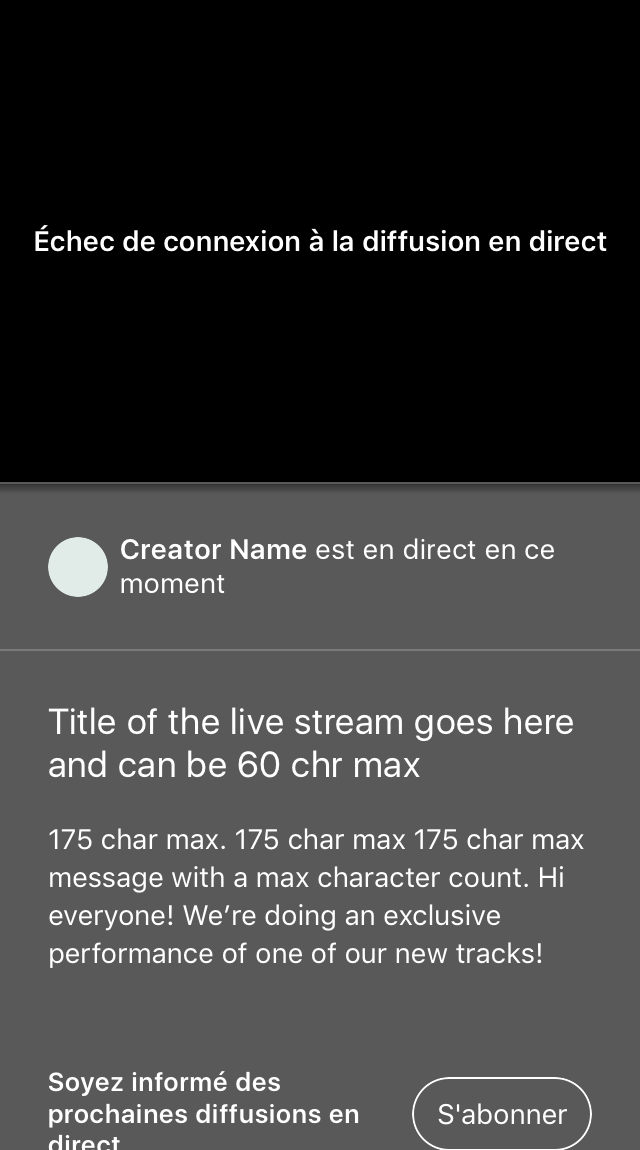 Échec de connexion à la diffusion en direct
Creator Name est en direct en ce
moment
Title of the live stream goes here
and can be 60 chr max
175 char max. 175 char max 175 char max
message with a max character count. Hi
everyone! We’re doing an exclusive
performance of one of our new tracks!
Soyez informé des
prochaines diffusions en
direct
S'abonner